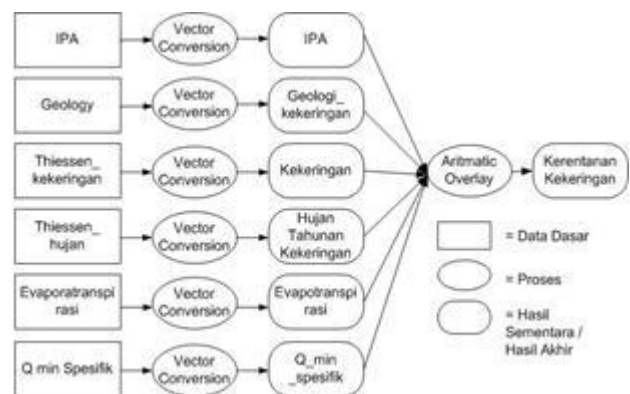 IPA
Vector
Conversion
IPA
Geology
Vector
Conversion
Geologi_
kekeringan
Thiessen_
kekeringan
Vector
Conversion
Kekeringan
Aritmatic
Overlay
Kerentanan
Kekeringan
Thiessen_
hujan
Vector
Conversion
Hujan
Tahunan
Kekeringan
Evaporatranspi
rasi
Vector
Conversion
Evapotranspi
rasi
Q min Spesifik
Vector
Conversion
Q_min
_spesifik
= Data Dasar
= Proses
= Hasil
Sementara /
Hasil Akhir